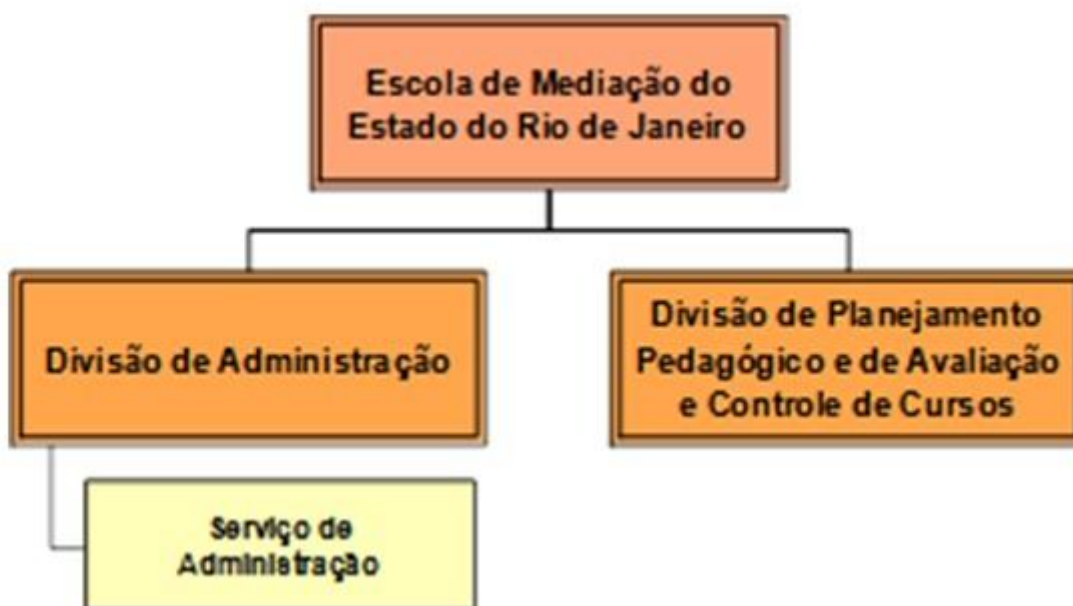 Escola de Mediação do
Estado do Rio de Janeiro
Divisão de Administração
Divisão de Planejamento
Pedagógico e de Avaliação
e Controle de Cursos
Serviço de
Administração